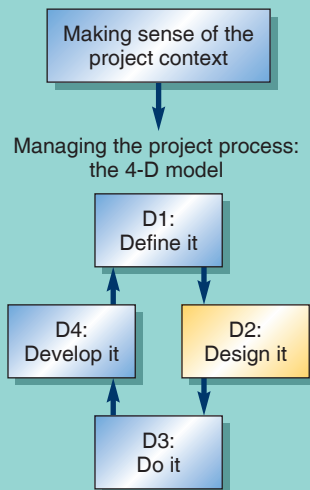 Making sense of the
project context
Managing the project process:
the 4-D model
D1:
Define it
D4:
Develop it
D2:
Design it
D3:
Do it